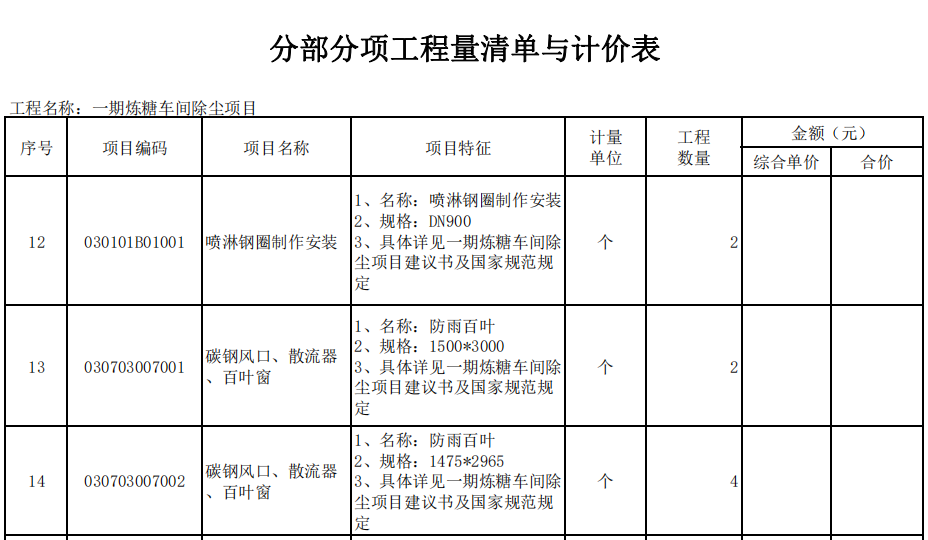 分部分项工程量清单与计价表
工程名称: 一期炼糖车间除尘项目
序号 项目编码 项目名称 项目特征 计量单位 工程数量 金额（元）
综合单价 合价
12 030101B01001 喷淋钢圈制作安装 1、名称: 喷淋钢圈制作安装
2、规格: DN900
3、具体详见一期炼糖车间除
尘项目建议书及国家规范规
定
个 2
13 030703007001 碳钢风口、散流器
、百叶窗
1、名称: 防雨百叶
2、规格: 1500*3000
3、具体详见一期炼糖车间除
尘项目建议书及国家规范规
定
个 2
14 030703007002 碳钢风口、散流器
、百叶窗
1、名称: 防雨百叶
2、规格: 1475*2965
3、具体详见一期炼糖车间除
尘项目建议书及国家规范规
定
个 4